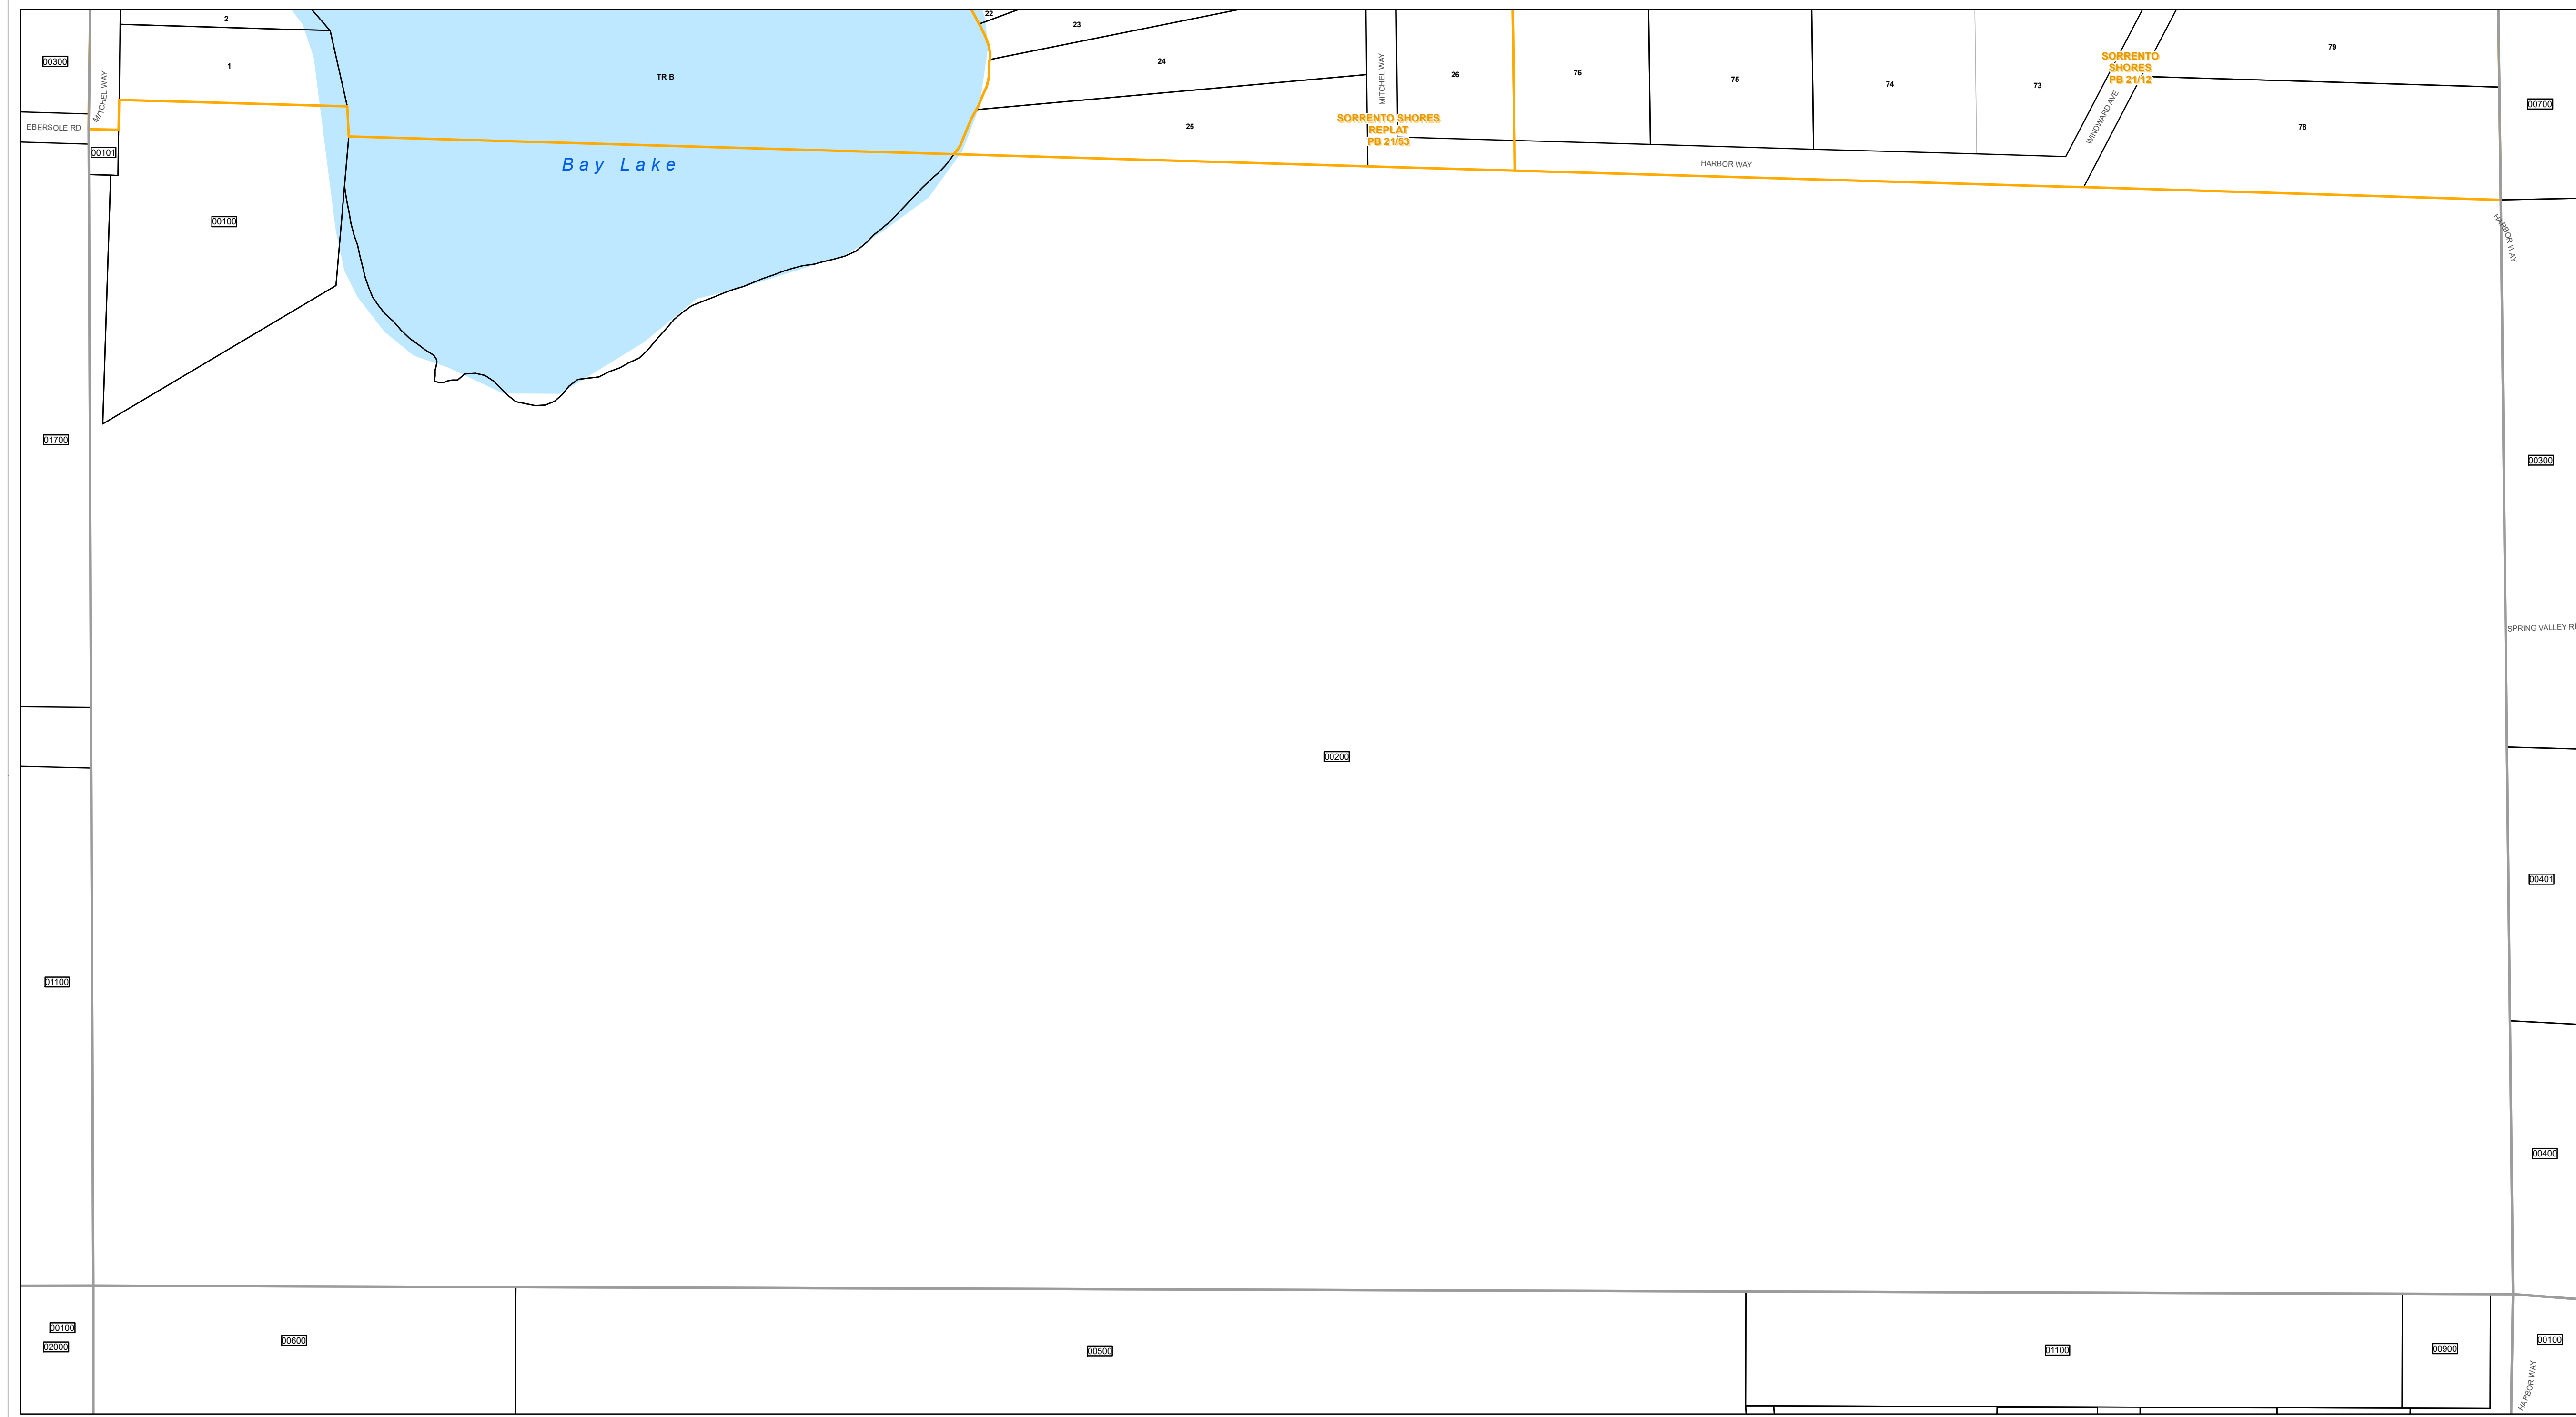 2
22
23
79
00300
1
TR B
24
MITCHEL WAY
MITCHEL WAY
26
76
75
74
73
SORRENTO
SHORES
PB 21/12
00700
EBERSOLE RD
25
SORRENTO SHORES
REPLAT
PB 21/53
WINDWARD AVE
78
00101
Bay Lake
HARBOR WAY
00100
HARBOR WAY
01700
00300
SPRING VALLEY R
00200
00401
01100
00400
00100
02000
00600
00500
01100
00900
00100
HARBOR WAY